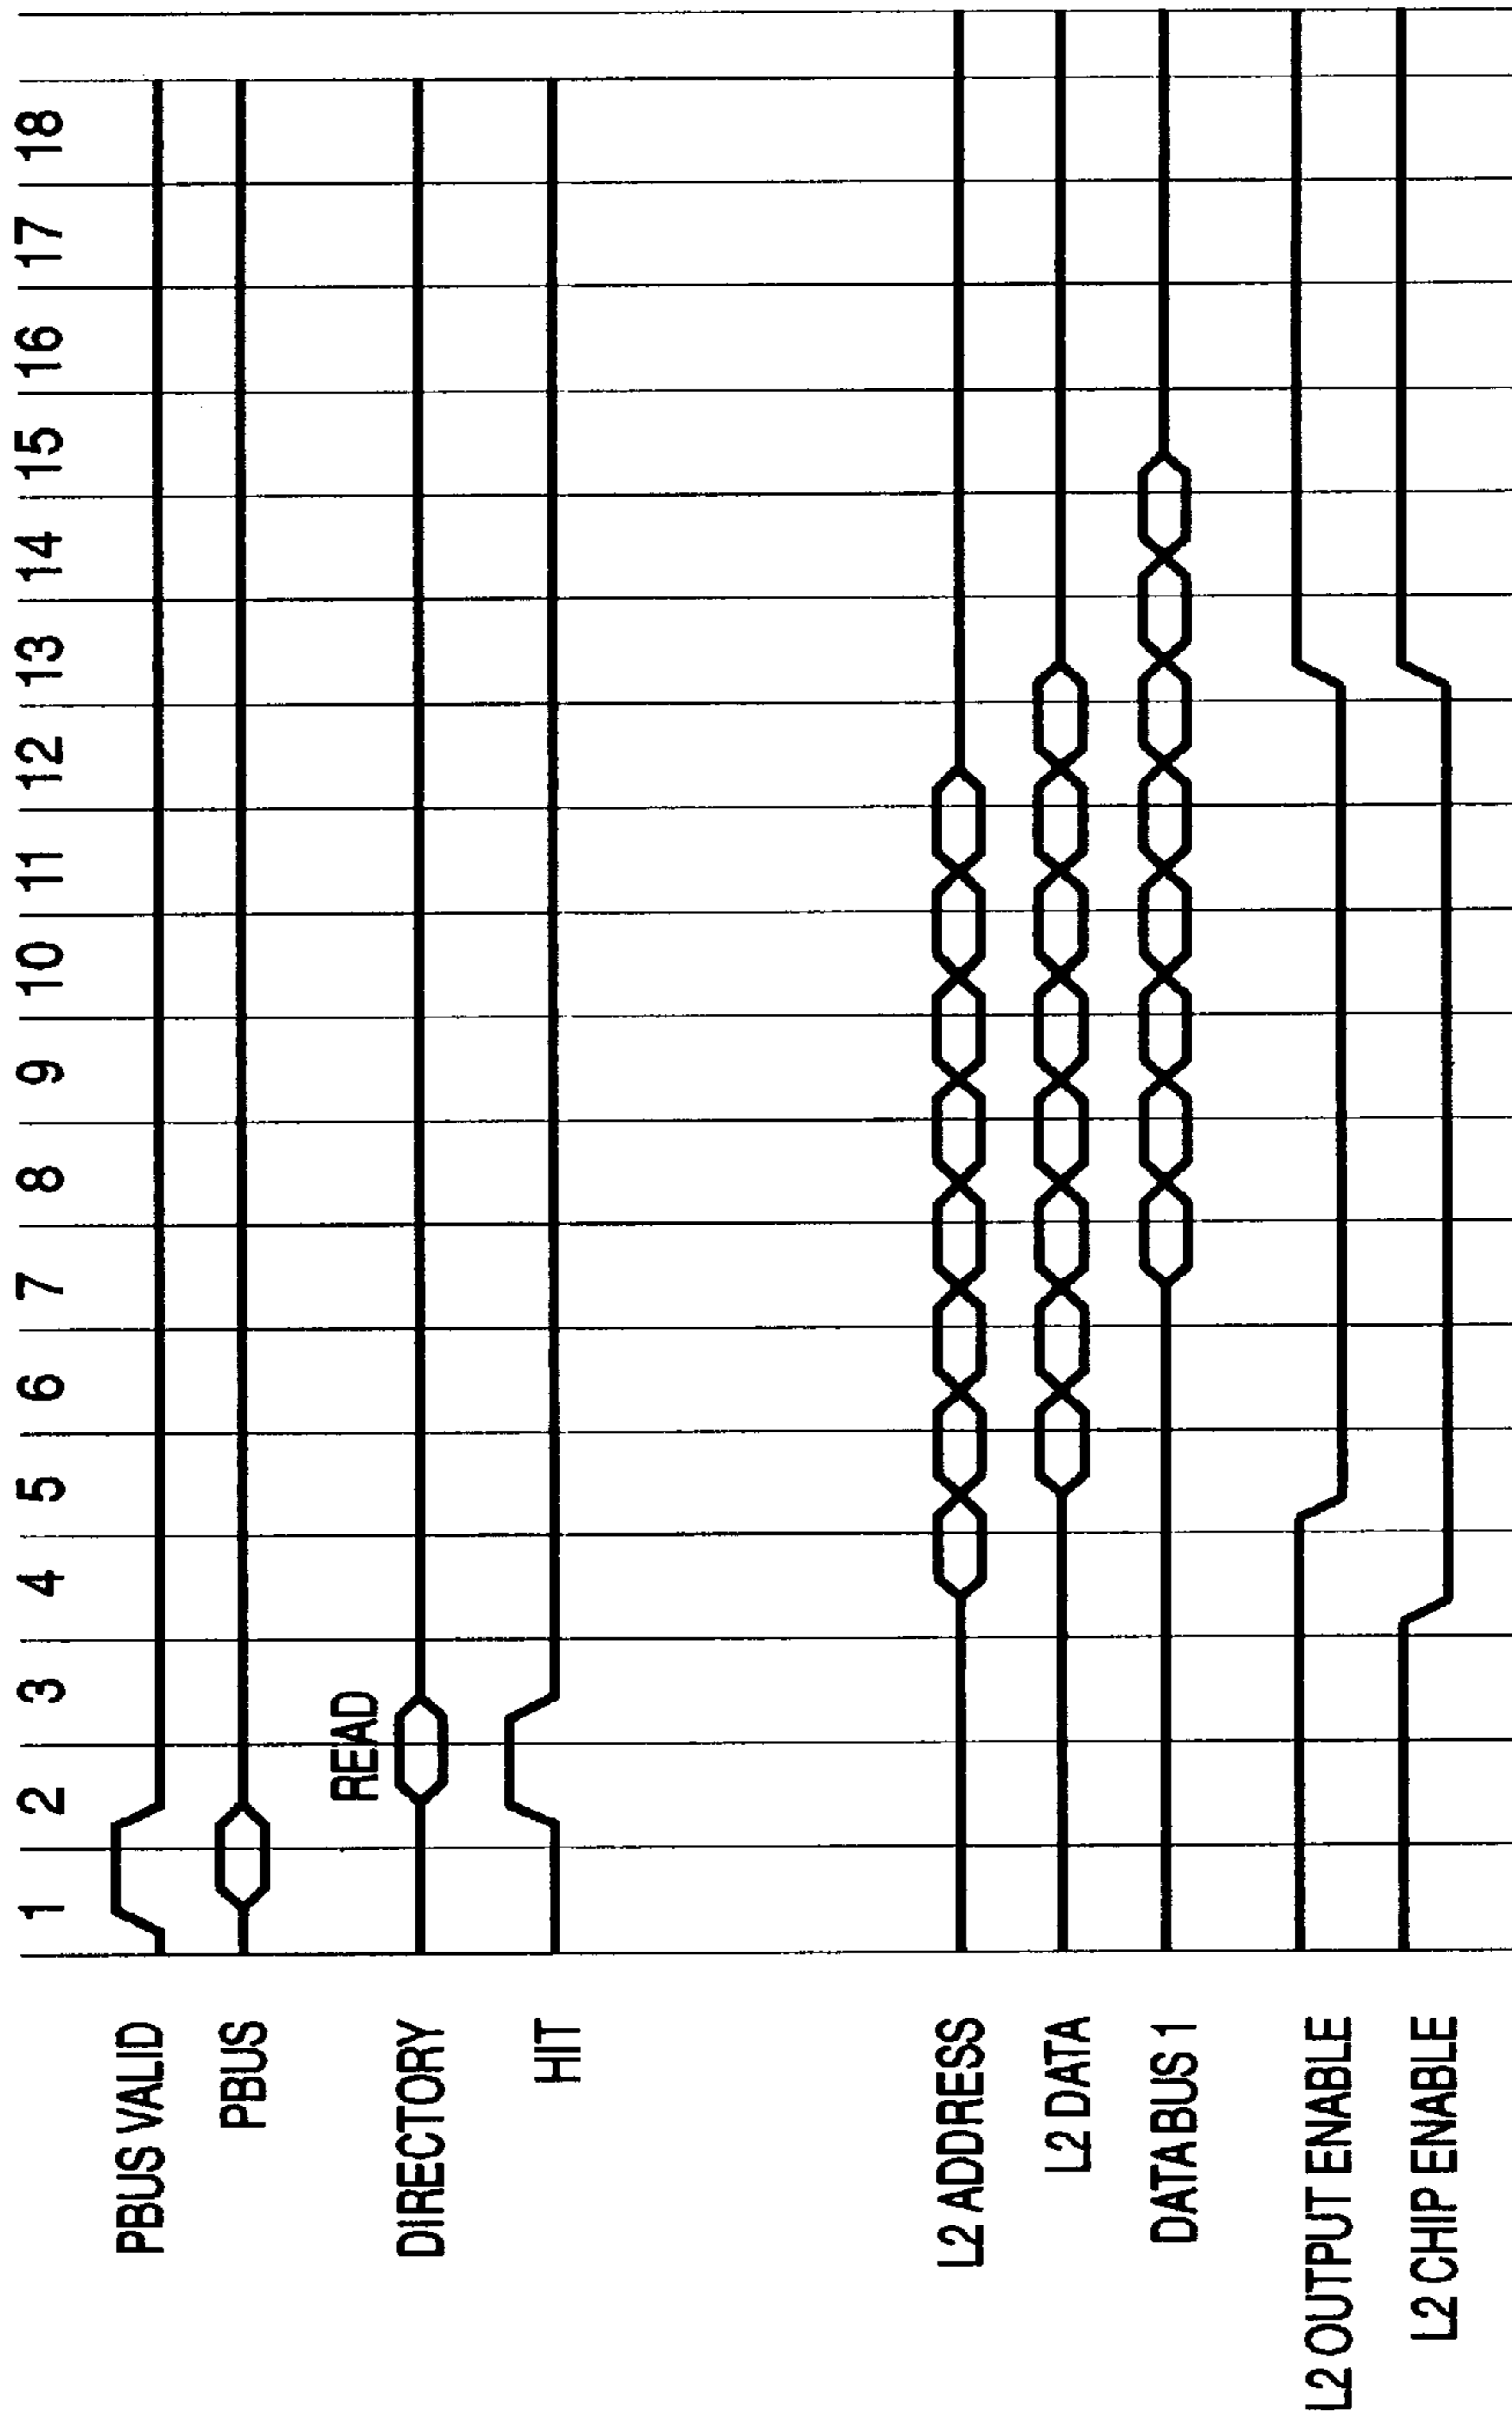 1 2 3 4 5 6 7 8 9 10 11 12 13 14 15 16 17 18
PBUS VALID
PBUS
READ
DIRECTORY
HIT
L2 ADDRESS
L2 DATA
DATA BUS 1
L2 OUTPUT ENABLE
L2 CHIP ENABLE